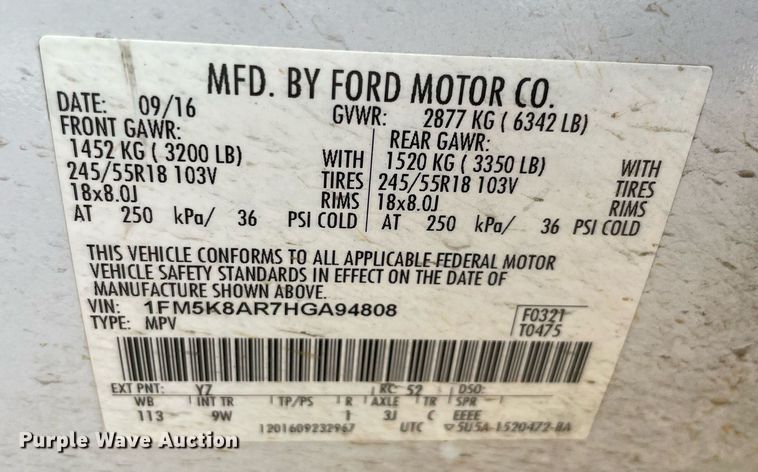 MFD. BY FORD MOTOR CO.
DATE: 09/16 GVWR: 2877 KG ( 6342 LB)
FRONT GAWR: REAR GAWR:
1452 KG ( 3200 LB) WITH 1520 KG ( 3350 LB) WITH
245/55R18 103V TIRES 245/55R18 103V TIRES
18x8.0J RIMS 18x8.0J RIMS
AT 250 kPa/ 36 PSI COLD AT 250 kPa/ 36 PSI COLD
THIS VEHICLE CONFORMS TO ALL APPLICABLE FEDERAL MOTOR
VEHICLE SAFETY STANDARDS IN EFFECT ON THE DATE OF
MANUFACTURE SHOWN ABOVE.
VIN: 1FM5K8AR7HGA94808 F0321
TYPE: MPV T0475
EXT PNT: YZ RC 52 DSO:
WB INT TR TP/PS R AXLE TR SPR
113 9W 1 3J C EEEE
1201609232967 UTC 5U5A-1520472-BA
Purple Wave Auction